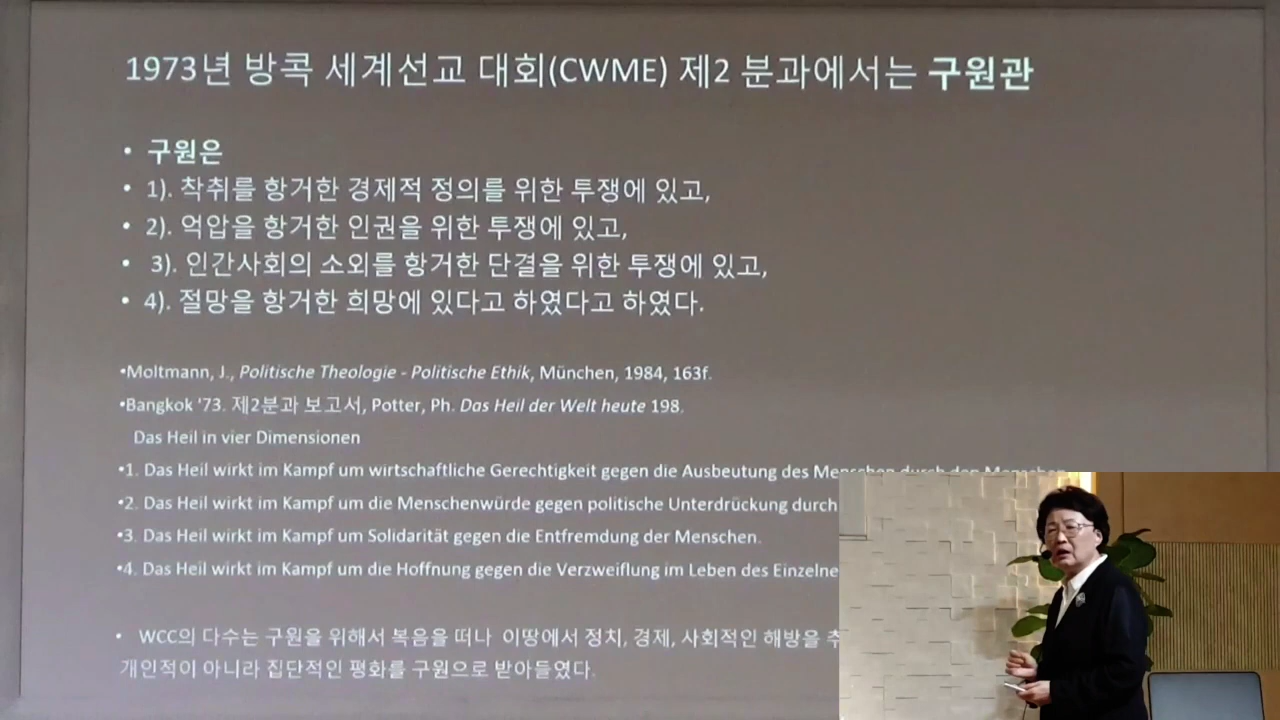 1973년 방콕 세계선교 대회(CWME) 제2 분과에서는 구원관
• 구원은
• 1). 착취를 항거한 경제적 정의를 위한 투쟁에 있고,
• 2). 억압을 항거한 인권을 위한 투쟁에 있고,
• 3). 인간사회의 소외를 항거한 단결을 위한 투쟁에 있고,
• 4). 절망을 항거한 희망에 있다고 하였다고 하였다.
•Moltmann, J., Politische Theologie - Politische Ethik, München, 1984, 163f.
•Bangkok '73. 제2분과 보고서, Potter, Ph. Das Heil der Welt heute 198.
Das Heil in vier Dimensionen
•1. Das Heil wirkt im Kampf um wirtschaftliche Gerechtigkeit gegen die Ausbeutung des Menschen durch den Menschen
•2. Das Heil wirkt im Kampf um die Menschenwürde gegen politische Unterdrückung durch
•3. Das Heil wirkt im Kampf um Solidarität gegen die Entfremdung der Menschen.
•4. Das Heil wirkt im Kampf um die Hoffnung gegen die Verzweiflung im Leben des
• WCC의 다수는 구원을 위해서 복음을 떠나 이땅에서 정치, 경제, 사회적인 해방을
개인적이 아니라 집단적인 평화를 구원으로 받아들였다.